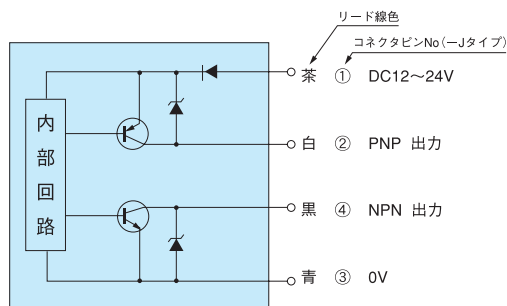 リード線色
コネクタピンNo(ーJタイプ)
茶 ① DC12～24V
内部回路
白 ② PNP 出力
黒 ④ NPN 出力
青 ③ 0V